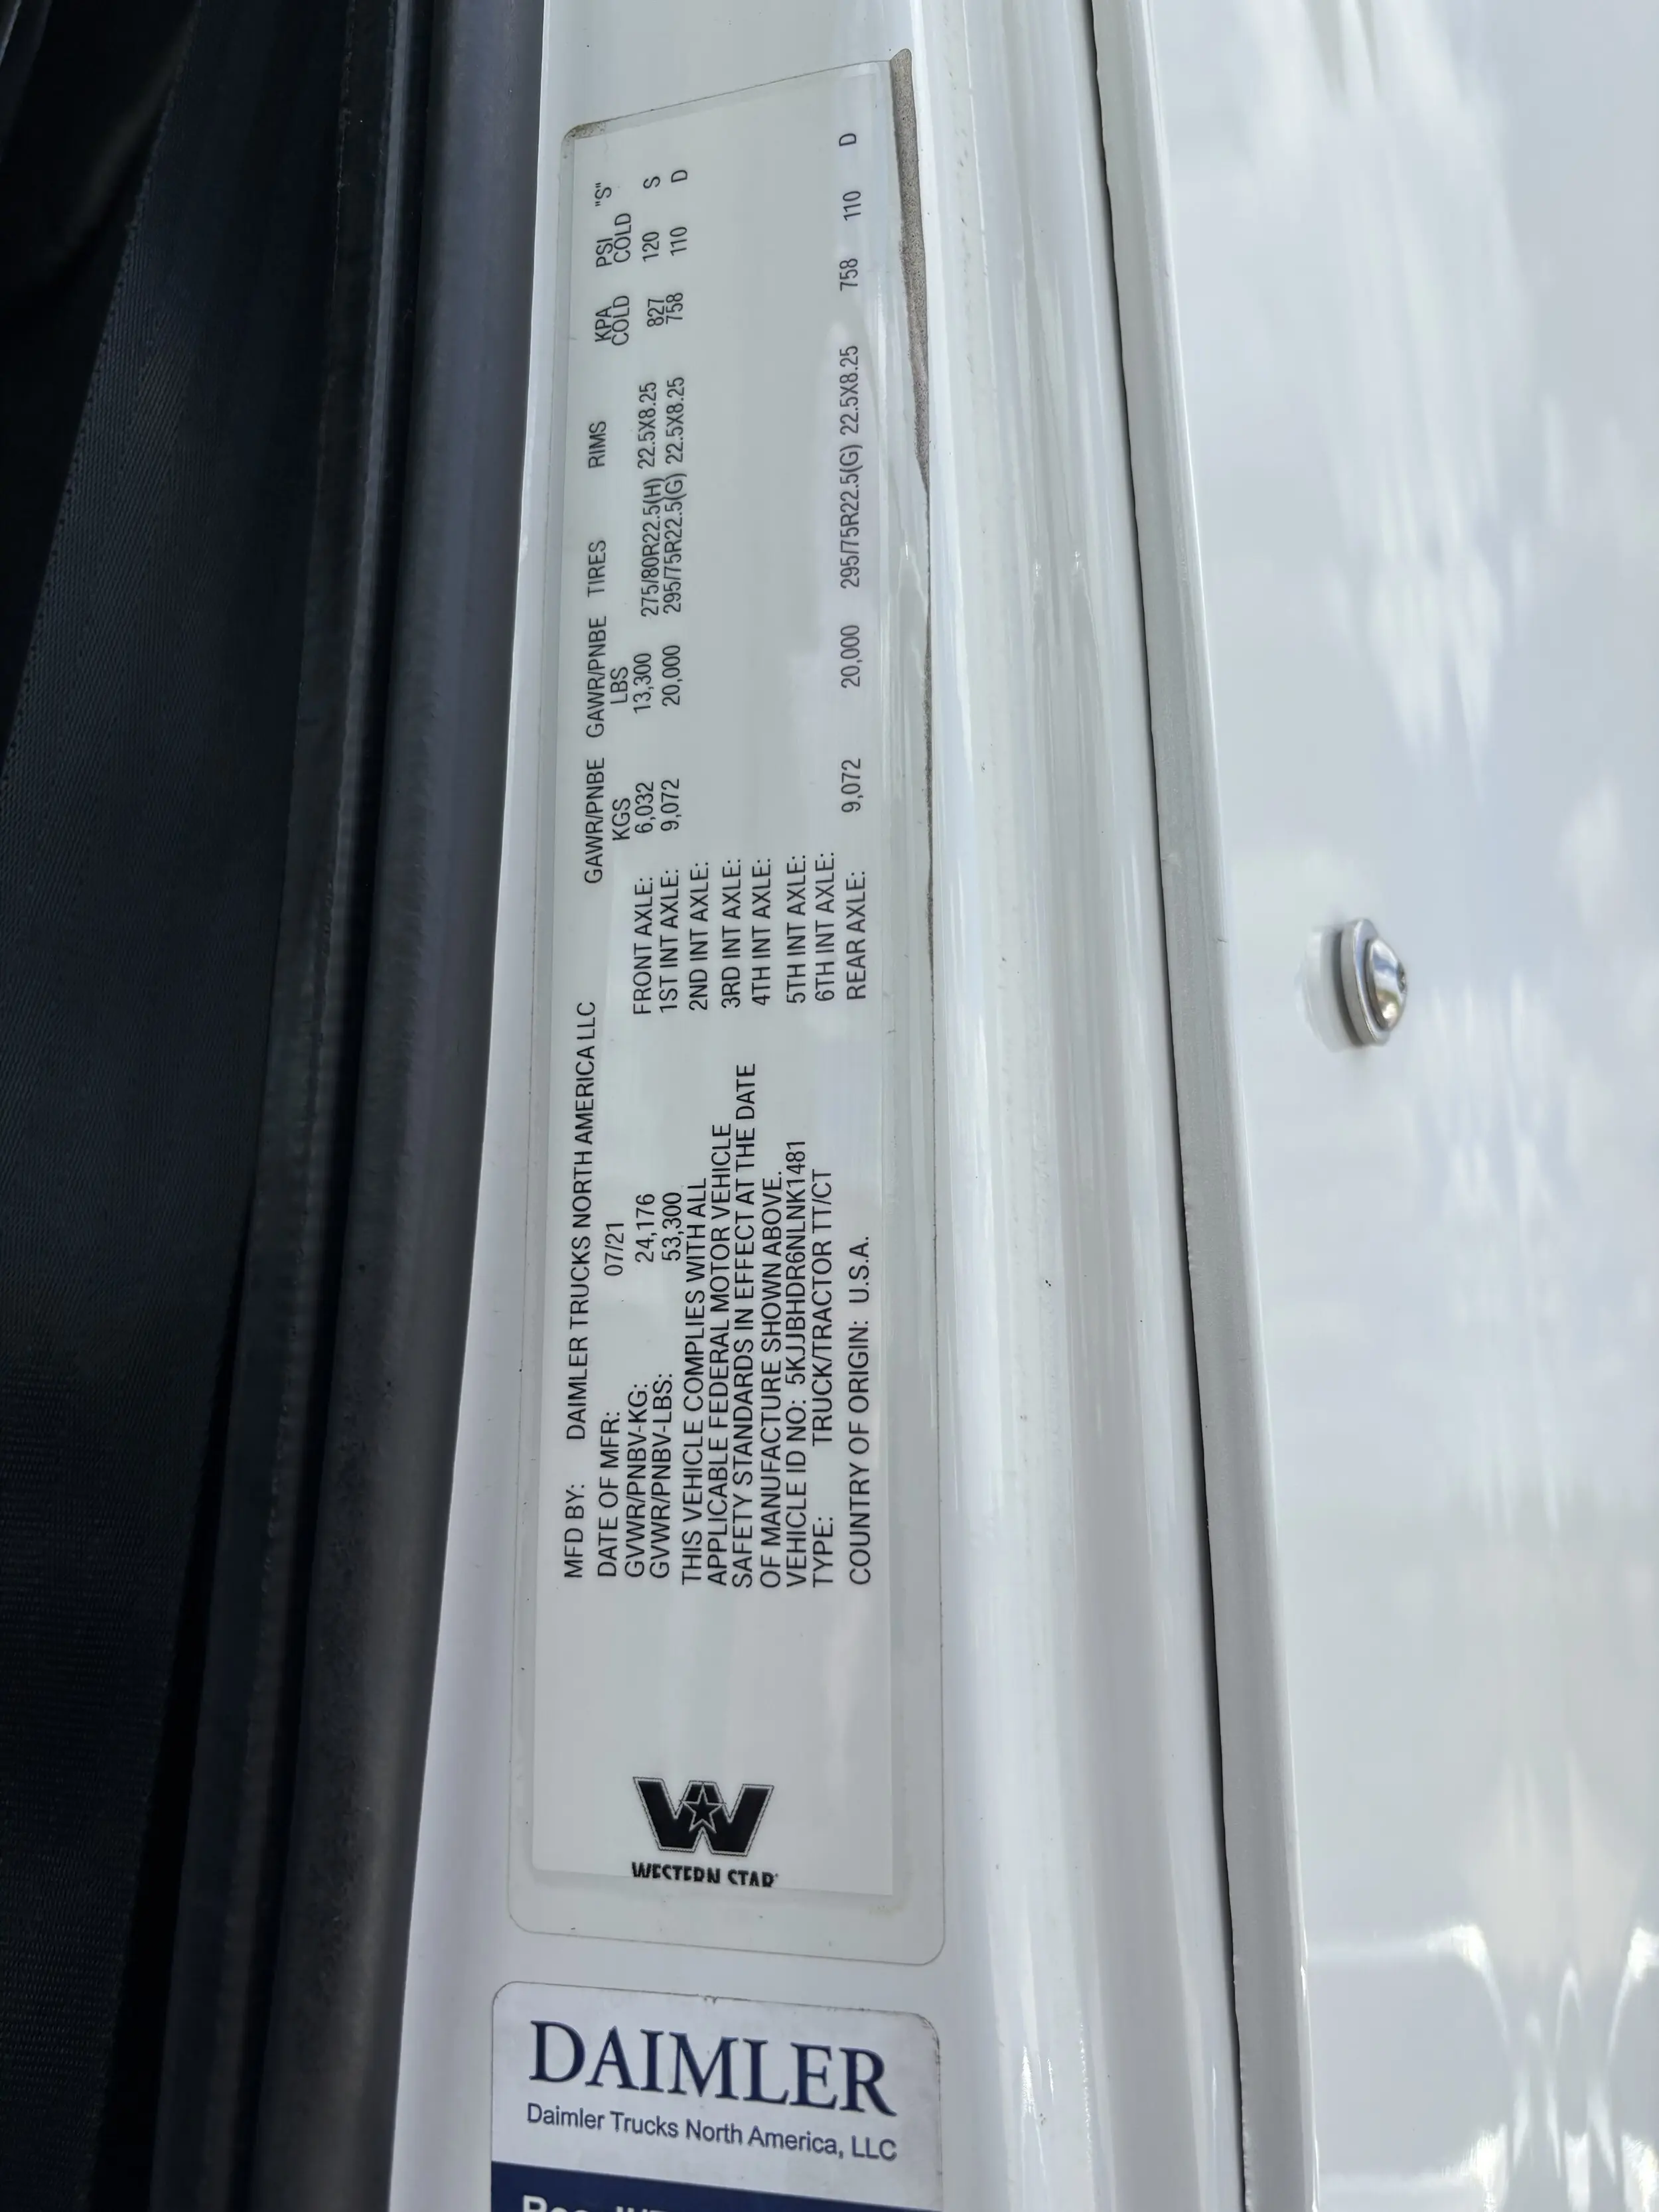 MFD BY: DAIMLER TRUCKS NORTH AMERICA LLC
DATE OF MFR: 07/21
GVWR/PNBV-KG: 24,176
GVWR/PNBV-LBS: 53,300
THIS VEHICLE COMPLIES WITH ALL
APPLICABLE FEDERAL MOTOR VEHICLE
SAFETY STANDARDS IN EFFECT AT THE DATE
OF MANUFACTURE SHOWN ABOVE.
VEHICLE ID NO: 5KJJBHDR6NLNK1481
TYPE: TRUCK/TRACTOR TT/CT
COUNTRY OF ORIGIN: U.S.A.
GAWR/PNBE GAWR/PNBE TIRES RIMS KPA PSI "S"
KGS LBS COLD COLD
FRONT AXLE: 6,032 13,300 275/80R22.5(H) 22.5X8.25 827 120 S
1ST INT AXLE: 9,072 20,000 295/75R22.5(G) 22.5X8.25 758 110 D
2ND INT AXLE:
3RD INT AXLE:
4TH INT AXLE:
5TH INT AXLE:
6TH INT AXLE:
REAR AXLE: 9,072 20,000 295/75R22.5(G) 22.5X8.25 758 110 D
WESTERN STAR
DAIMLER
Daimler Trucks North America, LLC